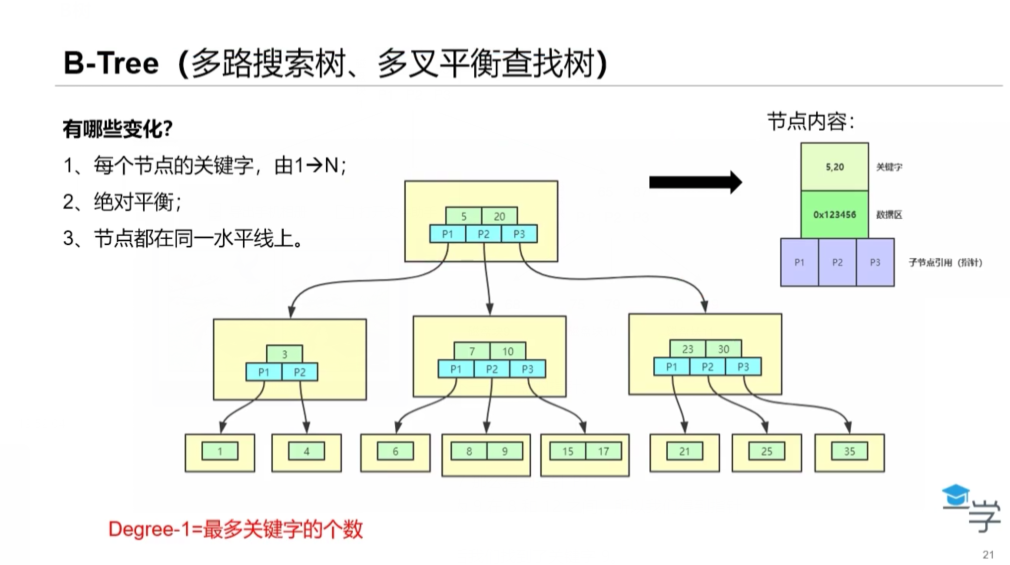 B-Tree（多路搜索树、多叉平衡查找树）
有哪些变化？
1、每个节点的关键字，由1→N；
2、绝对平衡；
3、节点都在同一水平线上。
节点内容：
5,20 关键字
0x123456 数据区
P1 P2 P3 子节点引用（指针）
5 20
P1 P2 P3
3
P1 P2
7 10
P1 P2 P3
23 30
P1 P2 P3
1 4 6 8 9 15 17 21 25 35
Degree-1=最多关键字的个数
一学
21